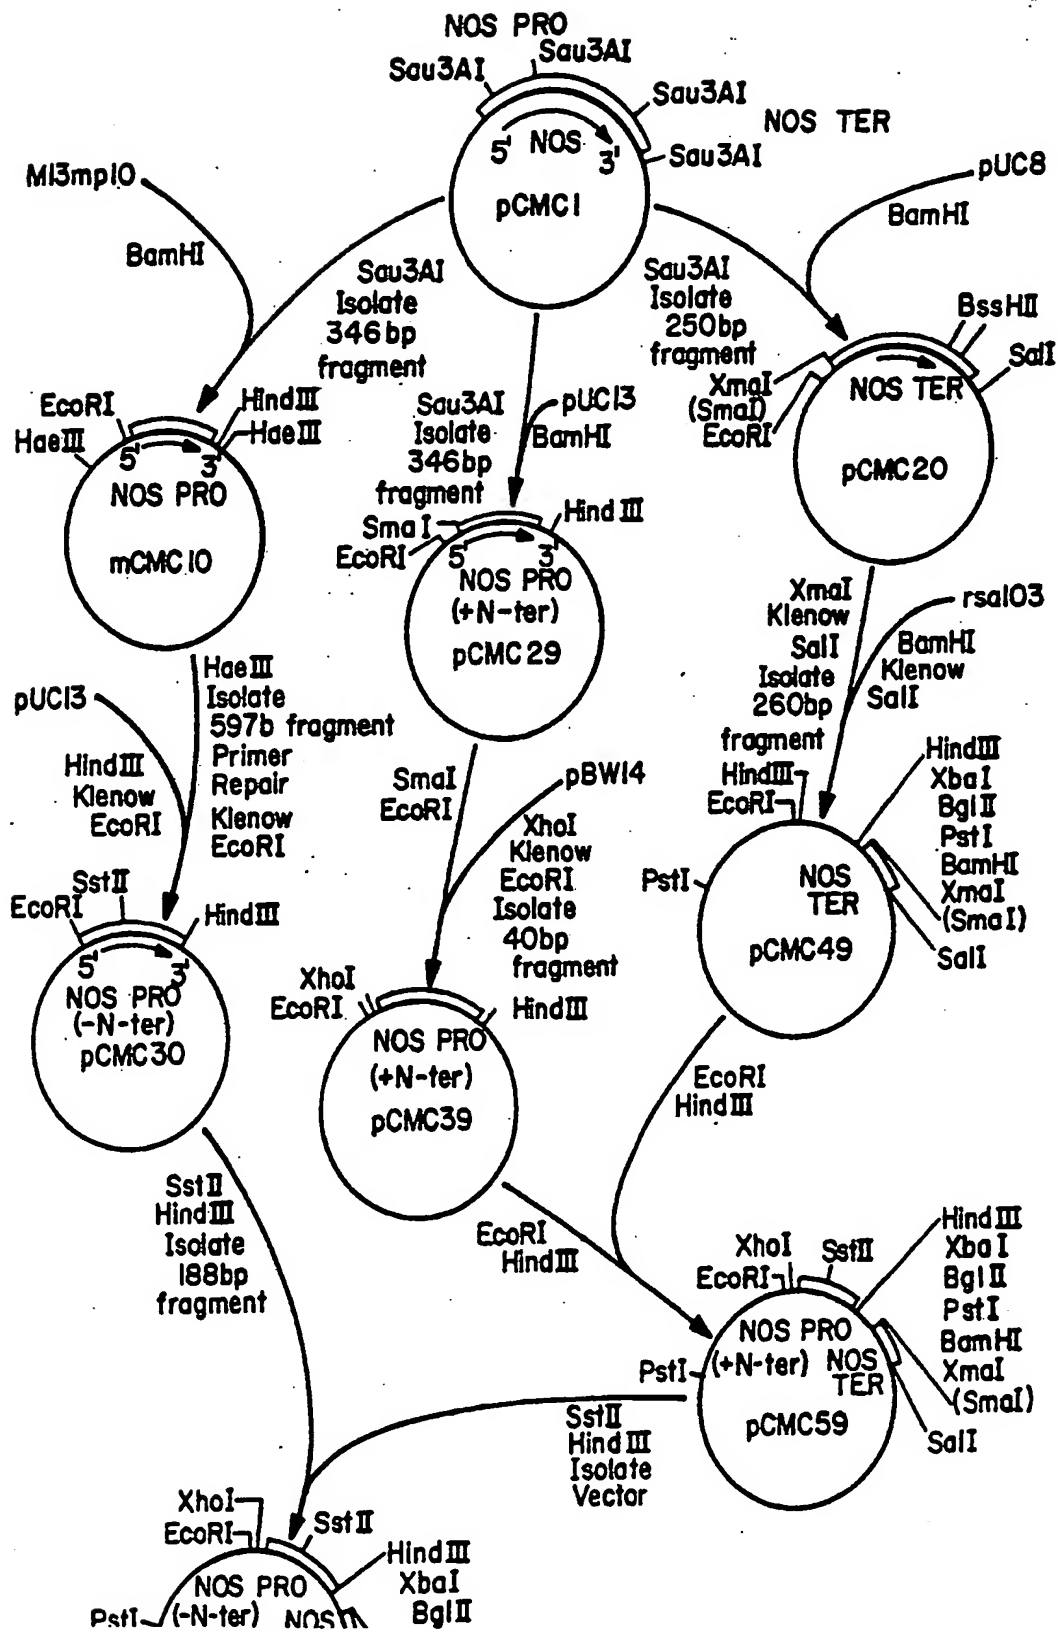 NOS PRO
Sau3AI
Sau3AI
Sau3AI
NOS TER
Sau3AI
5' NOS 3'
pCMC1
M13mp10
BamHI
pUC8
BamHI
Sau3AI
Isolate
346bp
fragment
Sau3AI
Isolate
250bp
fragment
BssHII
SalI
XmaI
(SmaI)
EcoRI
NOS TER
pCMC20
EcoRI
HaeIII
HindIII
HaeIII
5' 3'
NOS PRO
mCMC10
Sau3AI
Isolate
346bp
fragment
pUC13
BamHI
SmaI
EcoRI
HindIII
5' 3'
NOS PRO
(+N-ter)
pCMC29
XmaI
Klenow
SalI
Isolate
260bp
fragment
rsa103
BamHI
Klenow
SalI
pUC13
HindIII
Klenow
EcoRI
HaeIII
Isolate
597b fragment
Primer
Repair
Klenow
EcoRI
SmaI
EcoRI
pBW14
XhoI
Klenow
EcoRI
Isolate
40bp
fragment
HindIII
EcoRI
PstI
NOS
TER
pCMC49
HindIII
XbaI
BglII
PstI
BamHI
XmaI
(SmaI)
SalI
SstII
EcoRI
HindIII
5' 3'
NOS PRO
(-N-ter)
pCMC30
XhoI
EcoRI
HindIII
NOS PRO
(+N-ter)
pCMC39
EcoRI
HindIII
SstII
HindIII
Isolate
188bp
fragment
EcoRI
HindIII
XhoI
EcoRI
SstII
HindIII
XbaI
BglII
PstI
BamHI
XmaI
(SmaI)
SalI
PstI
NOS PRO
(+N-ter) NOS
TER
pCMC59
SstII
HindIII
Isolate
Vector
XhoI
EcoRI
SstII
HindIII
XbaI
BglII
PstI
NOS PRO
(-N-ter) NOS